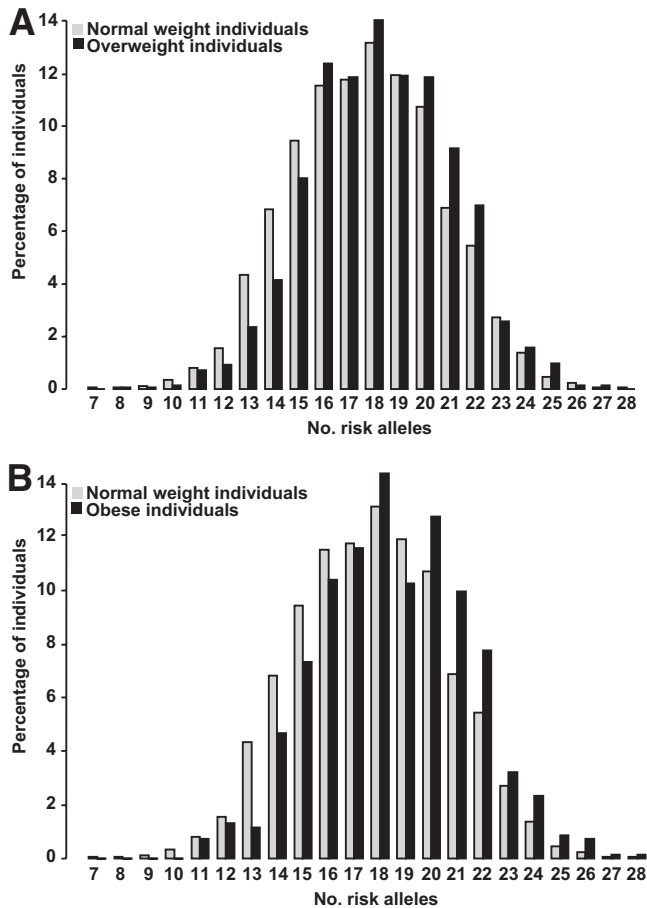 A
Normal weight individuals
Overweight individuals
Percentage of individuals
14
12
10
8
6
4
2
0
7 8 9 10 11 12 13 14 15 16 17 18 19 20 21 22 23 24 25 26 27 28
No. risk alleles
B
Normal weight individuals
Obese individuals
Percentage of individuals
14
12
10
8
6
4
2
0
7 8 9 10 11 12 13 14 15 16 17 18 19 20 21 22 23 24 25 26 27 28
No. risk alleles